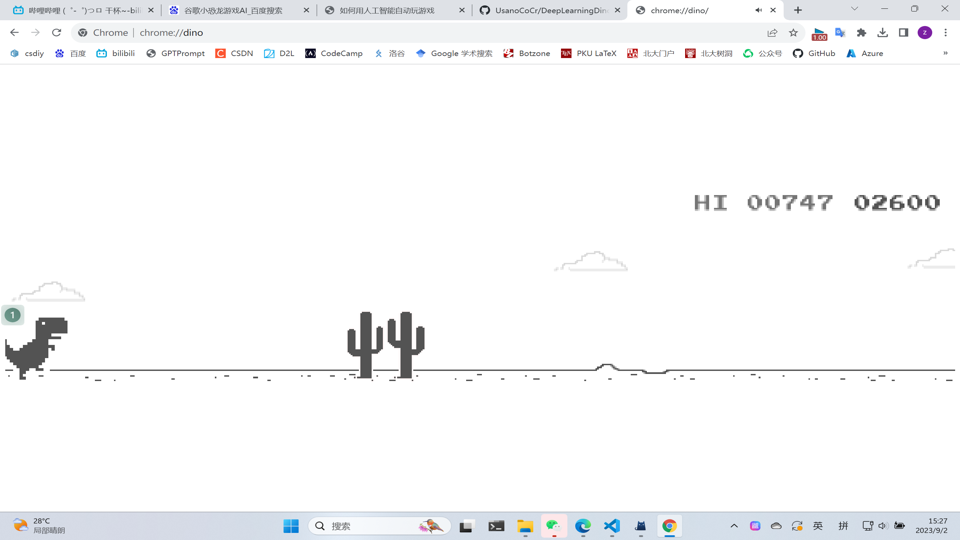 哔哩哔哩 (゜-゜)つロ 干杯~-bili
谷歌小恐龙游戏AI_百度搜索
如何用人工智能自动玩游戏
UsanoCoCr/DeepLearningDin
chrome://dino/
Chrome
chrome://dino
1.00
z
csdiy
百度
bilibili
GPTPrompt
CSDN
D2L
CodeCamp
洛谷
Google 学术搜索
Botzone
PKU LaTeX
北大门户
北大树洞
公众号
GitHub
Azure
»
HI 00747 02600
1
28°C
局部晴朗
搜索
英
拼
15:27
2023/9/2